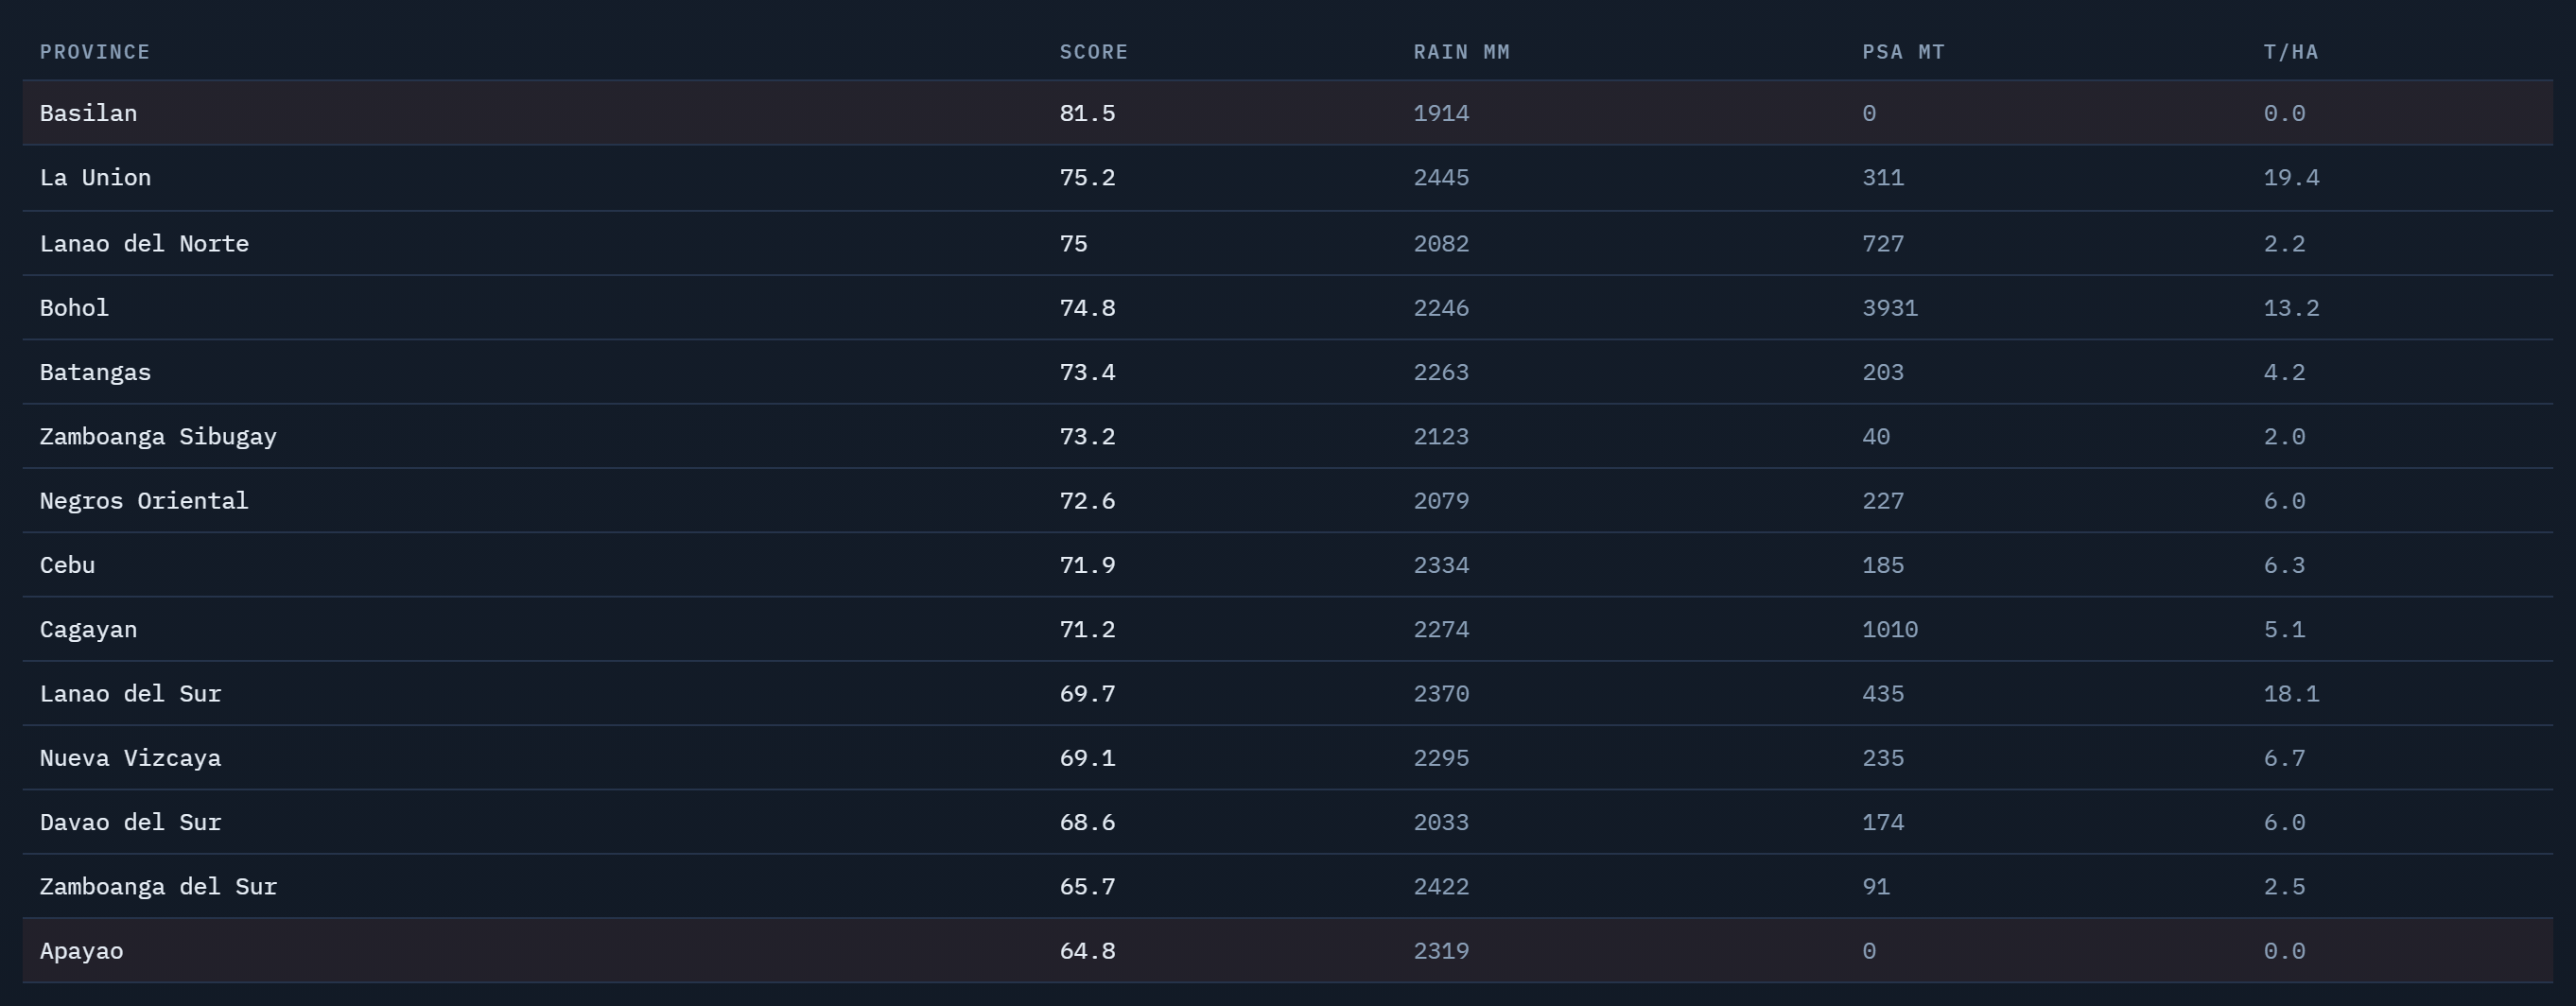 PROVINCE SCORE RAIN MM PSA MT T/HA
Basilan 81.5 1914 0 0.0
La Union 75.2 2445 311 19.4
Lanao del Norte 75 2082 727 2.2
Bohol 74.8 2246 3931 13.2
Batangas 73.4 2263 203 4.2
Zamboanga Sibugay 73.2 2123 40 2.0
Negros Oriental 72.6 2079 227 6.0
Cebu 71.9 2334 185 6.3
Cagayan 71.2 2274 1010 5.1
Lanao del Sur 69.7 2370 435 18.1
Nueva Vizcaya 69.1 2295 235 6.7
Davao del Sur 68.6 2033 174 6.0
Zamboanga del Sur 65.7 2422 91 2.5
Apayao 64.8 2319 0 0.0